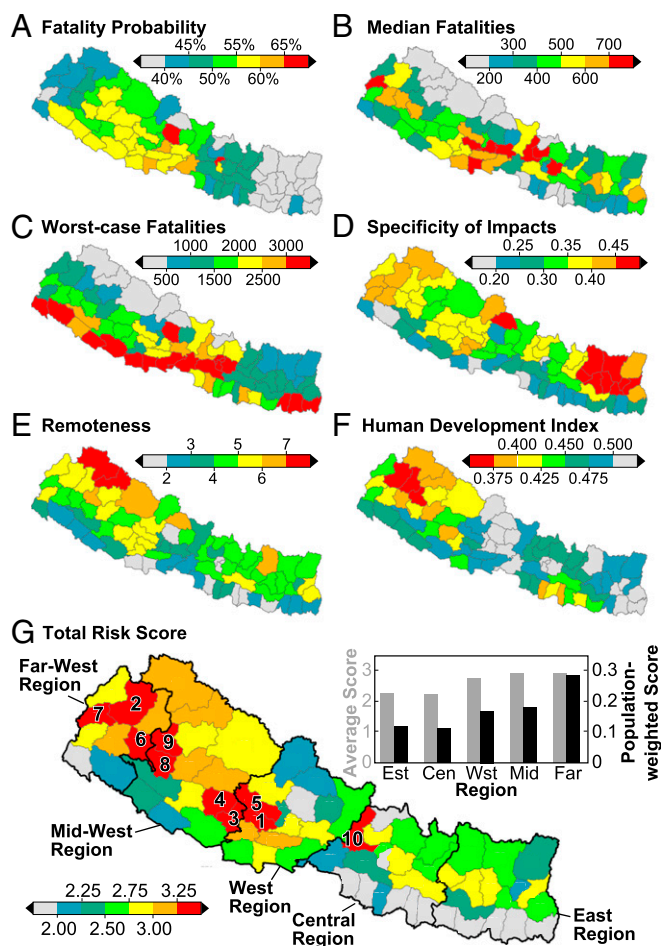 A Fatality Probability
45% 55% 65%
40% 50% 60%
B Median Fatalities
300 500 700
200 400 600
C Worst-case Fatalities
1000 2000 3000
500 1500 2500
D Specificity of Impacts
0.25 0.35 0.45
0.20 0.30 0.40
E Remoteness
3 5 7
2 4 6
F Human Development Index
0.400 0.450 0.500
0.375 0.425 0.475
G Total Risk Score
Far-West
Region
Mid-West
Region
West
Region
Central
Region
East
Region
7
2
6
9
8
4
3
5
1
10
2.25 2.75 3.25
2.00 2.50 3.00
Average Score
3
2
1
0
Population-
weighted Score
0.3
0.2
0.1
0
Est Cen Wst Mid Far
Region